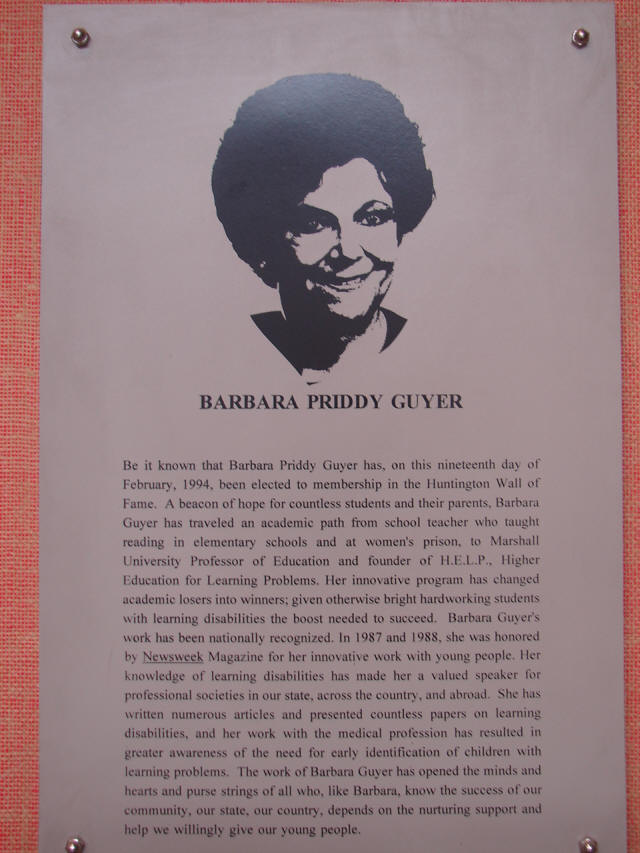 BARBARA PRIDDY GUYER
Be it known that Barbara Priddy Guyer has, on this nineteenth day of
February, 1994, been elected to membership in the Huntington Wall of
Fame. A beacon of hope for countless students and their parents, Barbara
Guyer has traveled an academic path from school teacher who taught
reading in elementary schools and at women's prison, to Marshall
University Professor of Education and founder of H.E.L.P., Higher
Education for Learning Problems. Her innovative program has changed
academic losers into winners; given otherwise bright hardworking students
with learning disabilities the boost needed to succeed. Barbara Guyer's
work has been nationally recognized. In 1987 and 1988, she was honored
by Newsweek Magazine for her innovative work with young people. Her
knowledge of learning disabilities has made her a valued speaker for
professional societies in our state, across the country, and abroad. She has
written numerous articles and presented countless papers on learning
disabilities, and her work with the medical profession has resulted in
greater awareness of the need for early identification of children with
learning problems. The work of Barbara Guyer has opened the minds and
hearts and purse strings of all who, like Barbara, know the success of our
community, our state, our country, depends on the nurturing support and
help we willingly give our young people.